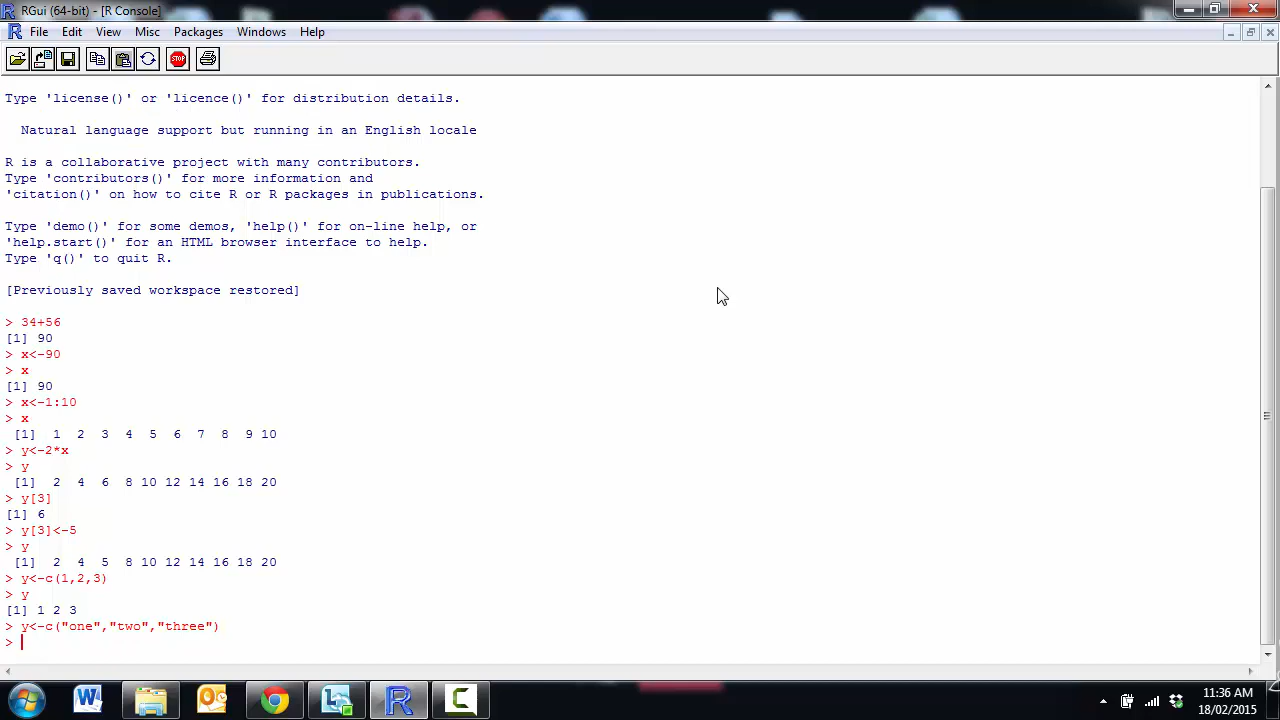 RGui (64-bit) - [R Console]
File Edit View Misc Packages Windows Help
STOP
Type 'license()' or 'licence()' for distribution details.
Natural language support but running in an English locale
R is a collaborative project with many contributors.
Type 'contributors()' for more information and
'citation()' on how to cite R or R packages in publications.
Type 'demo()' for some demos, 'help()' for on-line help, or
'help.start()' for an HTML browser interface to help.
Type 'q()' to quit R.
[Previously saved workspace restored]
> 34+56
[1] 90
> x<-90
> x
[1] 90
> x<-1:10
> x
[1] 1 2 3 4 5 6 7 8 9 10
> y<-2*x
> y
[1] 2 4 6 8 10 12 14 16 18 20
> y[3]
[1] 6
> y[3]<-5
> y
[1] 2 4 5 8 10 12 14 16 18 20
> y<-c(1,2,3)
> y
[1] 1 2 3
> y<-c("one","two","three")
>
11:36 AM
18/02/2015